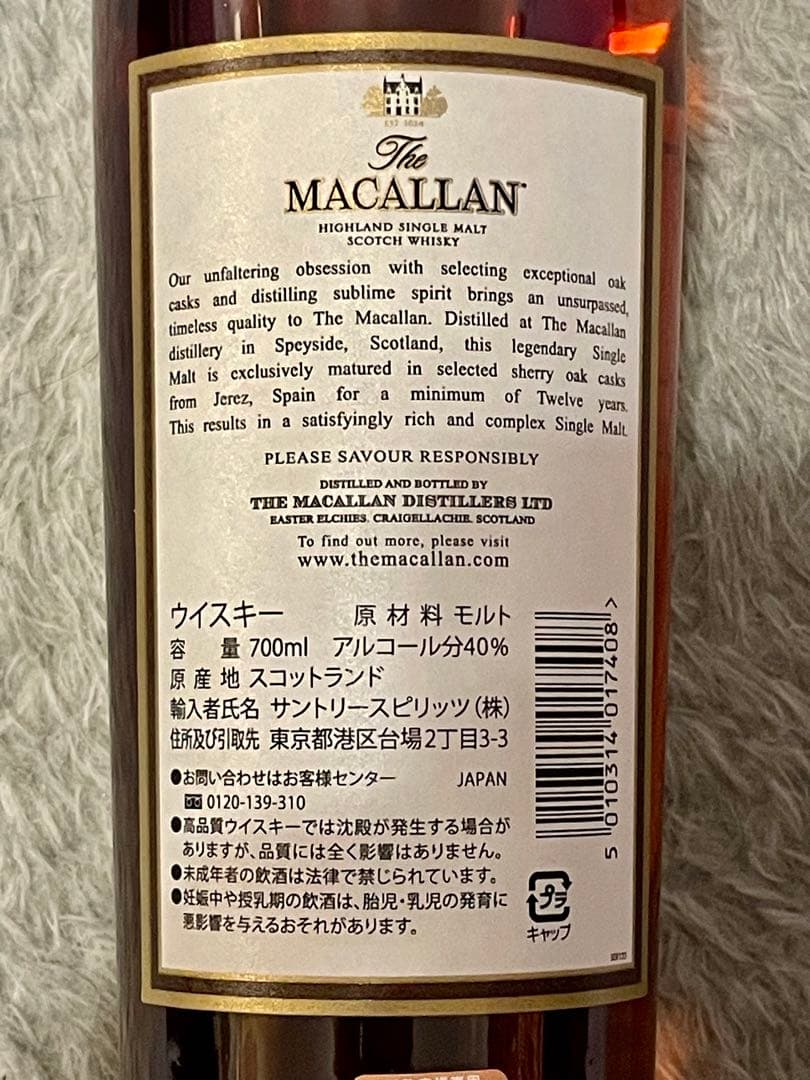 EST 1824
The
MACALLAN
HIGHLAND SINGLE MALT
SCOTCH WHISKY
Our unfaltering obsession with selecting exceptional oak
casks and distilling sublime spirit brings an unsurpassed,
timeless quality to The Macallan. Distilled at The Macallan
distillery in Speyside, Scotland, this legendary Single
Malt is exclusively matured in selected sherry oak casks
from Jerez, Spain for a minimum of Twelve years.
This results in a satisfyingly rich and complex Single Malt.
PLEASE SAVOUR RESPONSIBLY
DISTILLED AND BOTTLED BY
THE MACALLAN DISTILLERS LTD
EASTER ELCHIES, CRAIGELLACHIE, SCOTLAND
To find out more, please visit
www.themacallan.com
ウイスキー 原材料 モルト
容量 700ml アルコール分40%
原産地 スコットランド
輸入者氏名 サントリースピリッツ(株)
住所及び引取先 東京都港区台場2丁目3-3
●お問い合わせはお客様センター JAPAN
0120-139-310
●高品質ウイスキーでは沈殿が発生する場合が
ありますが、品質には全く影響はありません。
●未成年者の飲酒は法律で禁じられています。
●妊娠中や授乳期の飲酒は、胎児・乳児の発育に
悪影響を与えるおそれがあります。
5 010314 017408 >
プラ
キャップ